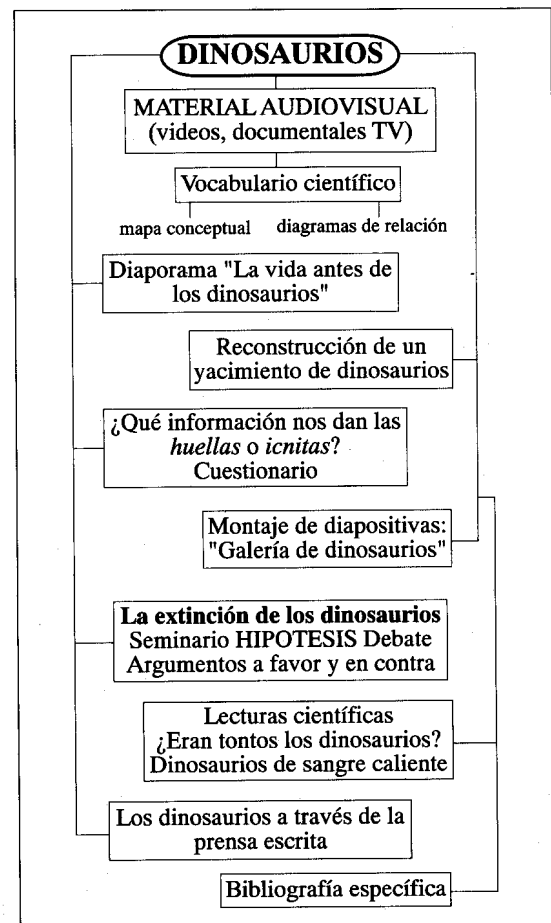 DINOSAURIOS
MATERIAL AUDIOVISUAL
(videos, documentales TV)
Vocabulario científico
mapa conceptual diagramas de relación
Diaporama "La vida antes de
los dinosaurios"
Reconstrucción de un
yacimiento de dinosaurios
¿Qué información nos dan las
huellas o icnitas?
Cuestionario
Montaje de diapositivas:
"Galería de dinosaurios"
La extinción de los dinosaurios
Seminario HIPOTESIS Debate
Argumentos a favor y en contra
Lecturas científicas
¿Eran tontos los dinosaurios?
Dinosaurios de sangre caliente
Los dinosaurios a través de la
prensa escrita
Bibliografía específica